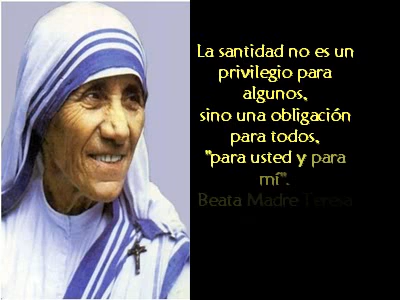 La santidad no es un
privilegio para
algunos,
sino una obligación
para todos,
"para usted y para
mí".
Beata Madre Teresa